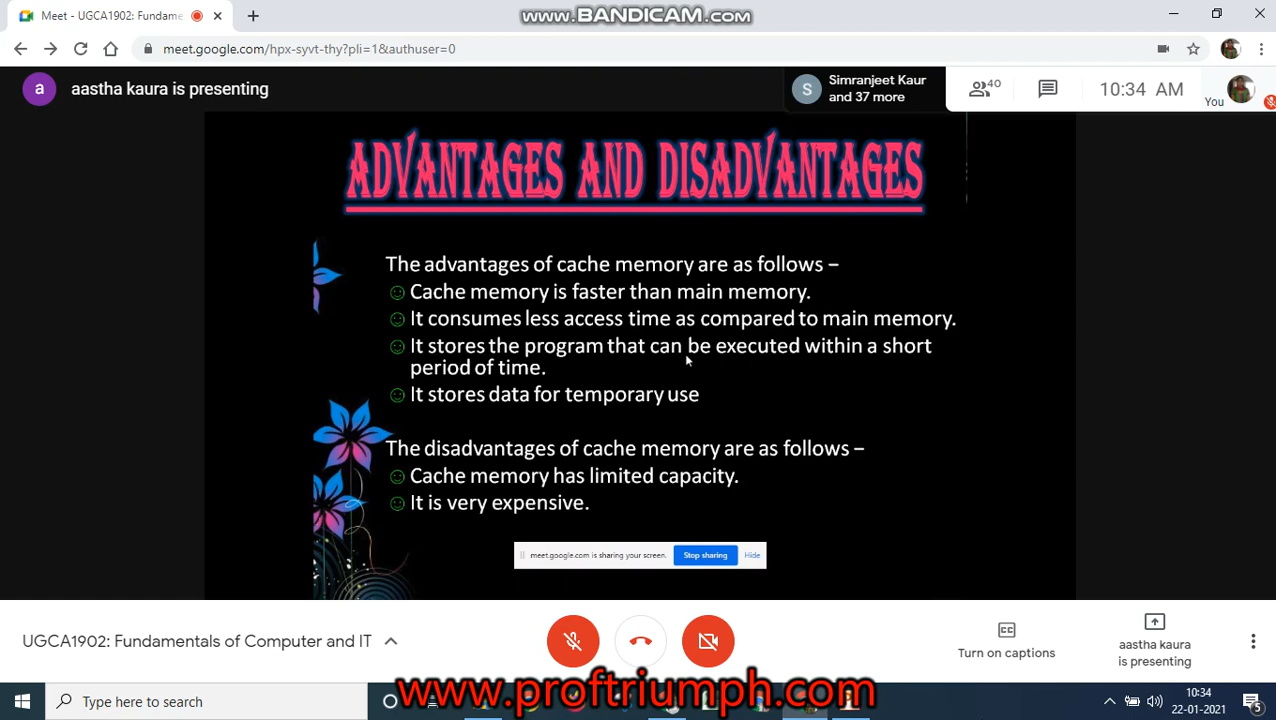 Meet - UGCA1902: Fundame
www.BANDICAM.com
meet.google.com/hpx-syvt-thy?pli=1&authuser=0
a
aastha kaura is presenting
S
Simranjeet Kaur
and 37 more
40
10:34 AM
You
ADVANTAGES AND DISADVANTAGES
The advantages of cache memory are as follows –
Cache memory is faster than main memory.
It consumes less access time as compared to main memory.
It stores the program that can be executed within a short
period of time.
It stores data for temporary use
The disadvantages of cache memory are as follows –
Cache memory has limited capacity.
It is very expensive.
meet.google.com is sharing your screen.
Stop sharing
Hide
UGCA1902: Fundamentals of Computer and IT
CC
Turn on captions
aastha kaura
is presenting
www.proftriumph.com
Type here to search
10:34
22-01-2021
5